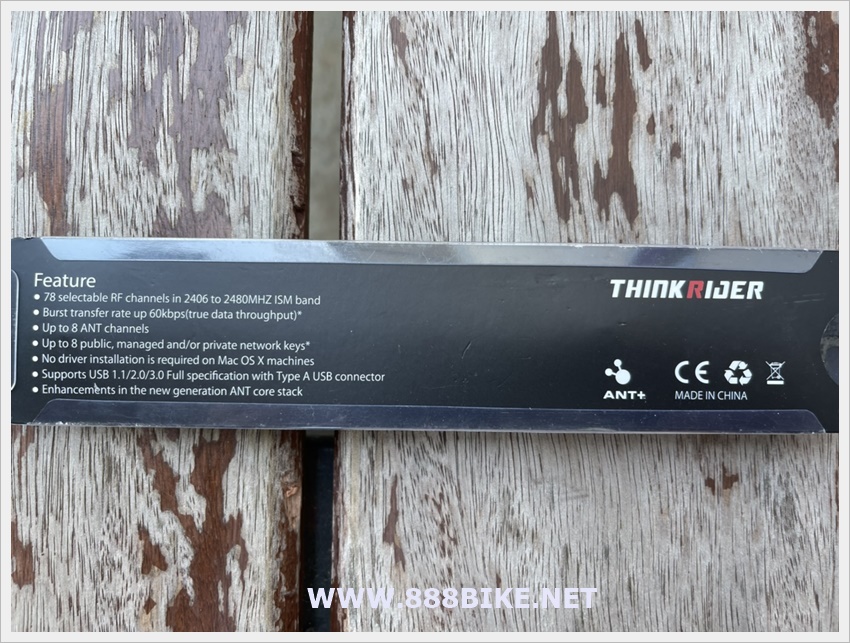 Feature
• 78 selectable RF channels in 2406 to 2480MHZ ISM band
• Burst transfer rate up 60kbps(true data throughput)*
• Up to 8 ANT channels
• Up to 8 public, managed and/or private network keys*
• No driver installation is required on Mac OS X machines
• Supports USB 1.1/2.0/3.0 Full specification with Type A USB connector
• Enhancements in the new generation ANT core stack
THINKRIDER
ANT+
CE
MADE IN CHINA
WWW.888BIKE.NET